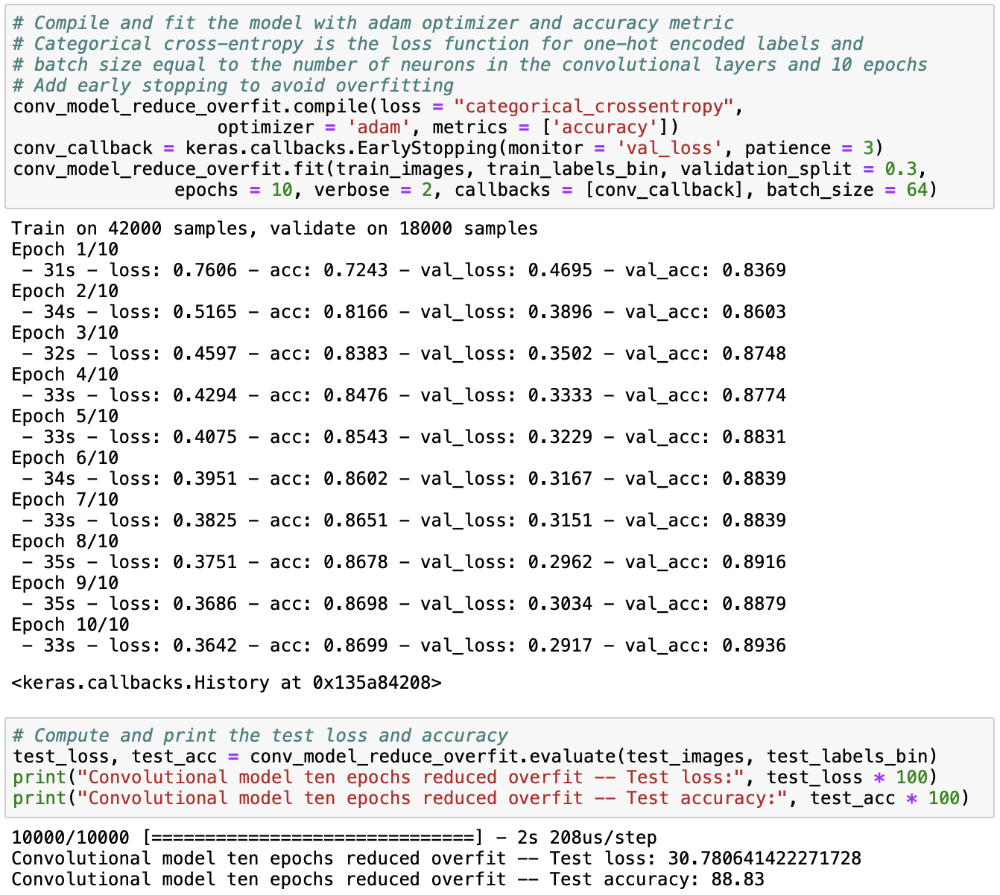 # Compile and fit the model with adam optimizer and accuracy metric
# Categorical cross-entropy is the loss function for one-hot encoded labels and
# batch size equal to the number of neurons in the convolutional layers and 10 epochs
# Add early stopping to avoid overfitting
conv_model_reduce_overfit.compile(loss = "categorical_crossentropy",
optimizer = 'adam', metrics = ['accuracy'])
conv_callback = keras.callbacks.EarlyStopping(monitor = 'val_loss', patience = 3)
conv_model_reduce_overfit.fit(train_images, train_labels_bin, validation_split = 0.3,
epochs = 10, verbose = 2, callbacks = [conv_callback], batch_size = 64)
Train on 42000 samples, validate on 18000 samples
Epoch 1/10
- 31s - loss: 0.7606 - acc: 0.7243 - val_loss: 0.4695 - val_acc: 0.8369
Epoch 2/10
- 34s - loss: 0.5165 - acc: 0.8166 - val_loss: 0.3896 - val_acc: 0.8603
Epoch 3/10
- 32s - loss: 0.4597 - acc: 0.8383 - val_loss: 0.3502 - val_acc: 0.8748
Epoch 4/10
- 33s - loss: 0.4294 - acc: 0.8476 - val_loss: 0.3333 - val_acc: 0.8774
Epoch 5/10
- 33s - loss: 0.4075 - acc: 0.8543 - val_loss: 0.3229 - val_acc: 0.8831
Epoch 6/10
- 34s - loss: 0.3951 - acc: 0.8602 - val_loss: 0.3167 - val_acc: 0.8839
Epoch 7/10
- 33s - loss: 0.3825 - acc: 0.8651 - val_loss: 0.3151 - val_acc: 0.8839
Epoch 8/10
- 35s - loss: 0.3751 - acc: 0.8678 - val_loss: 0.2962 - val_acc: 0.8916
Epoch 9/10
- 35s - loss: 0.3686 - acc: 0.8698 - val_loss: 0.3034 - val_acc: 0.8879
Epoch 10/10
- 33s - loss: 0.3642 - acc: 0.8699 - val_loss: 0.2917 - val_acc: 0.8936
<keras.callbacks.History at 0x135a84208>
# Compute and print the test loss and accuracy
test_loss, test_acc = conv_model_reduce_overfit.evaluate(test_images, test_labels_bin)
print("Convolutional model ten epochs reduced overfit -- Test loss:", test_loss * 100)
print("Convolutional model ten epochs reduced overfit -- Test accuracy:", test_acc * 100)
10000/10000 [==============================] - 2s 208us/step
Convolutional model ten epochs reduced overfit -- Test loss: 30.780641422271728
Convolutional model ten epochs reduced overfit -- Test accuracy: 88.83